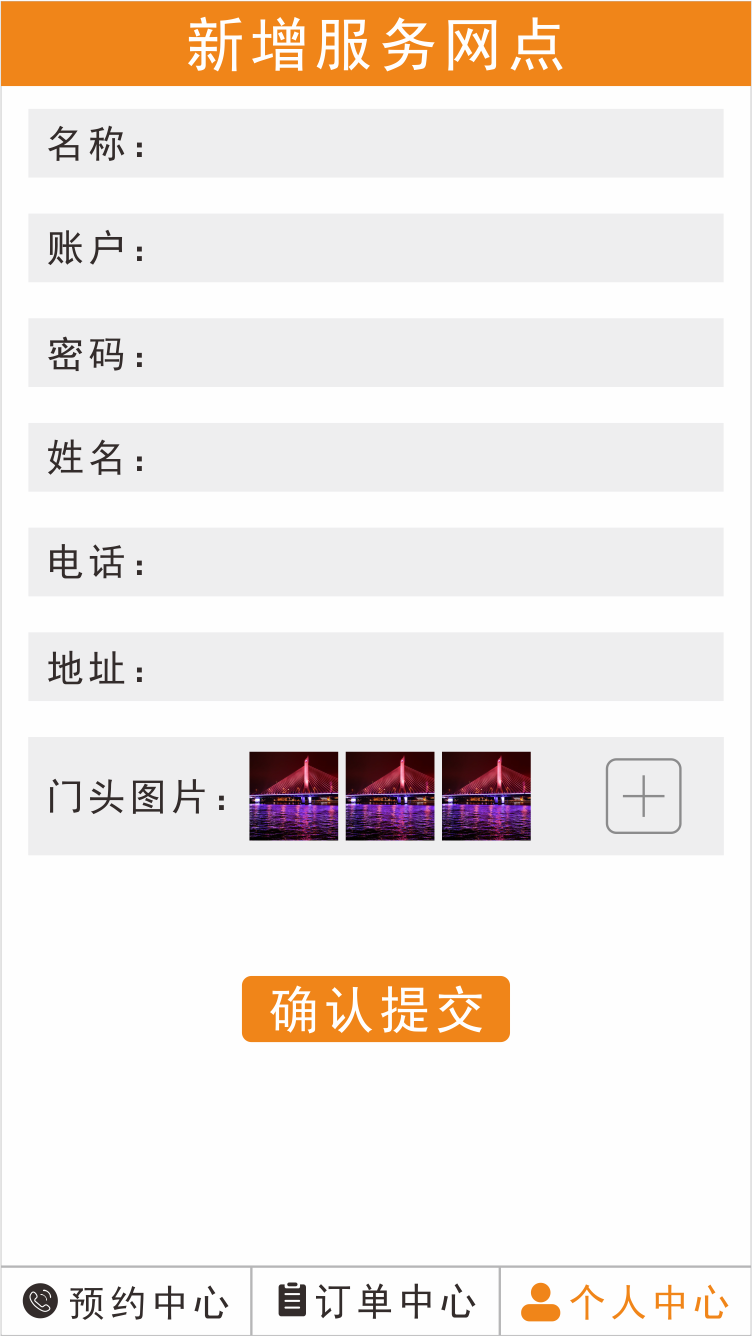 新增服务网点
名称：
账户：
密码：
姓名：
电话：
地址：
门头图片：
确认提交
预约中心 订单中心 个人中心